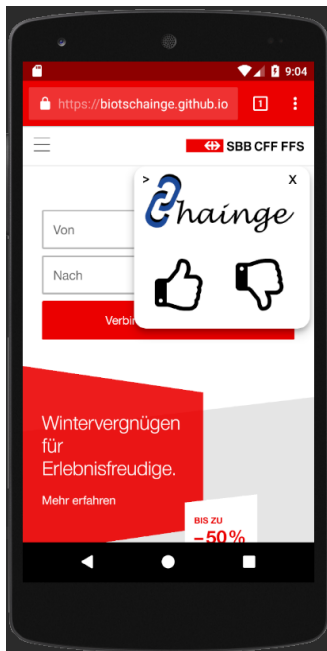 9:04
https://biotschainge.github.io
1
SBB CFF FFS
> X
Chainge
Von
Nach
Wintervergnügen
für
Erlebnisfreudige.
Mehr erfahren
BIS ZU
–50%